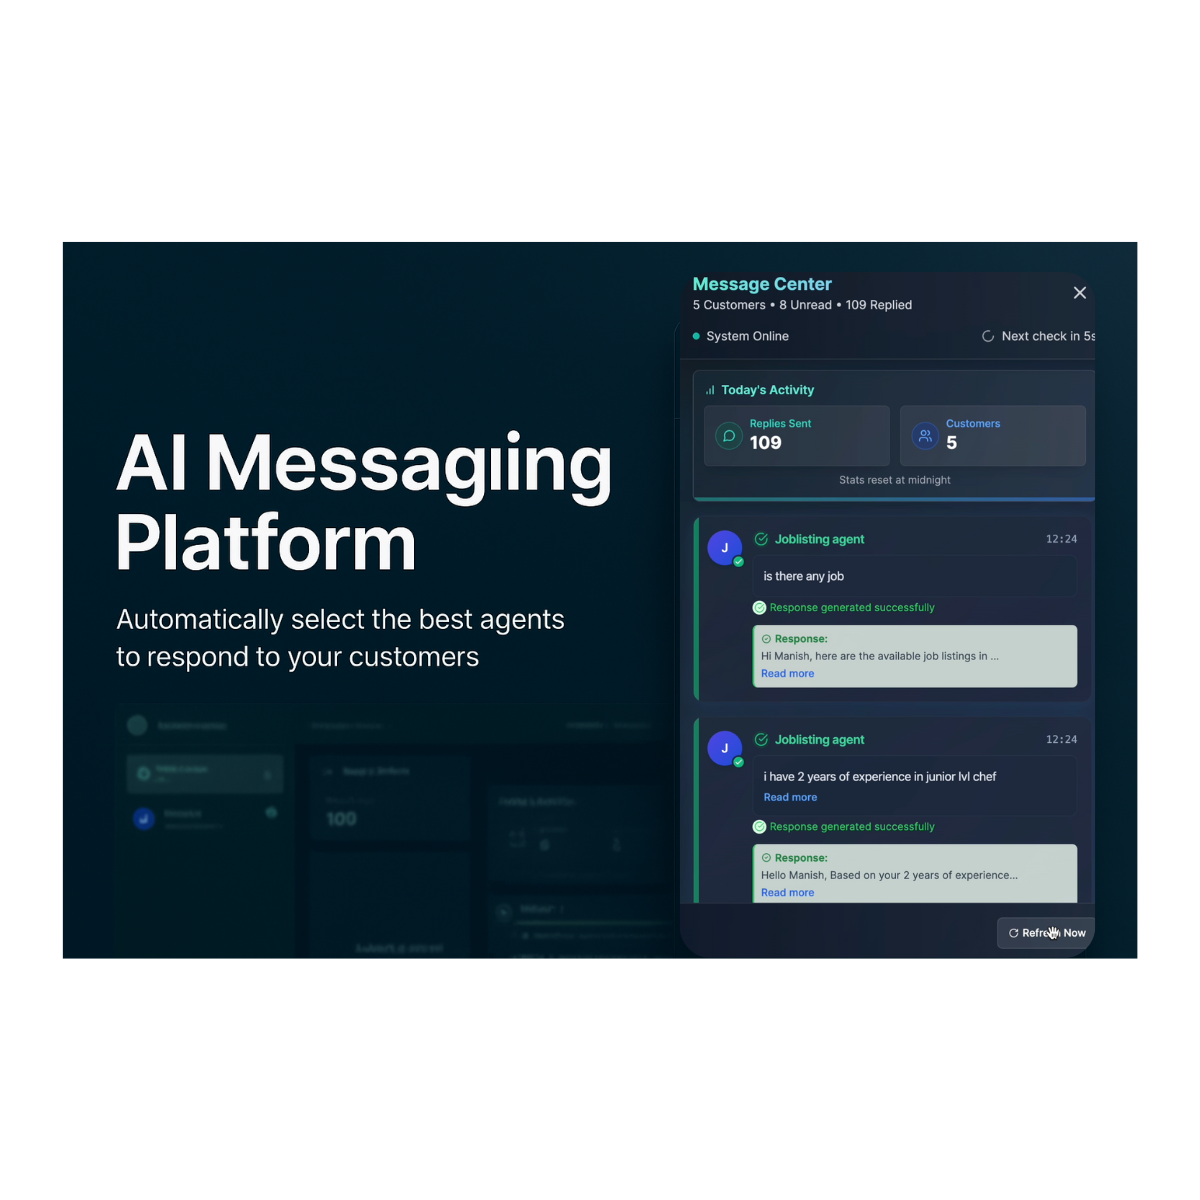 AI Messagiing
Platform
Automatically select the best agents
to respond to your customers
100
Message Center
5 Customers • 8 Unread • 109 Replied
System Online
Next check in 5s
Today's Activity
Replies Sent
109
Customers
5
Stats reset at midnight
J
Joblisting agent
12:24
is there any job
Response generated successfully
Response:
Hi Manish, here are the available job listings in ...
Read more
J
Joblisting agent
12:24
i have 2 years of experience in junior lvl chef
Read more
Response generated successfully
Response:
Hello Manish, Based on your 2 years of experience...
Read more
Refresh Now